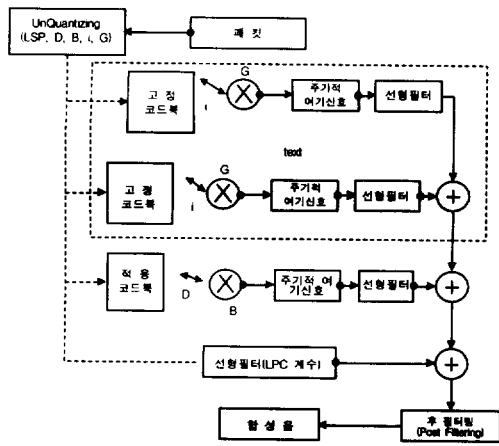 UnQuantizing
(LSP, D, B, i, G)
패 킷
고 정
코드북
i
G
주기적
여기신호
선형필터
text
고 정
코드북
i
G
주기적
여기신호
선형필터
적 응
코드북
D
B
주기적 여
기신호
선형필터
선형필터(LPC 계수)
합 성 음
후 필터링
(Post Filtering)